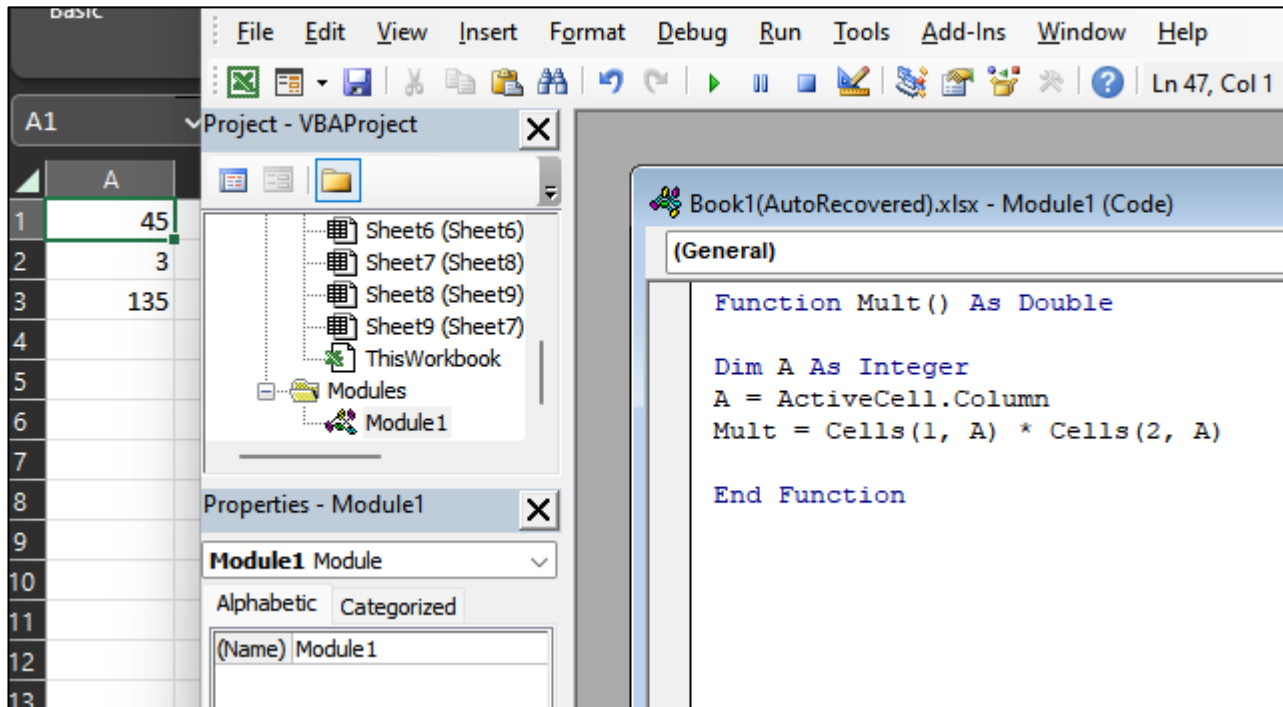 Basic
File Edit View Insert Format Debug Run Tools Add-Ins Window Help
Ln 47, Col 1
A1
Project - VBAProject
A
1 45
2 3
3 135
4
5
6
7
8
9
10
11
12
13
Sheet6 (Sheet6)
Sheet7 (Sheet8)
Sheet8 (Sheet9)
Sheet9 (Sheet7)
ThisWorkbook
Modules
Module1
Properties - Module1
Module1 Module
Alphabetic Categorized
(Name) Module1
Book1(AutoRecovered).xlsx - Module1 (Code)
(General)
Function Mult() As Double
Dim A As Integer
A = ActiveCell.Column
Mult = Cells(1, A) * Cells(2, A)
End Function